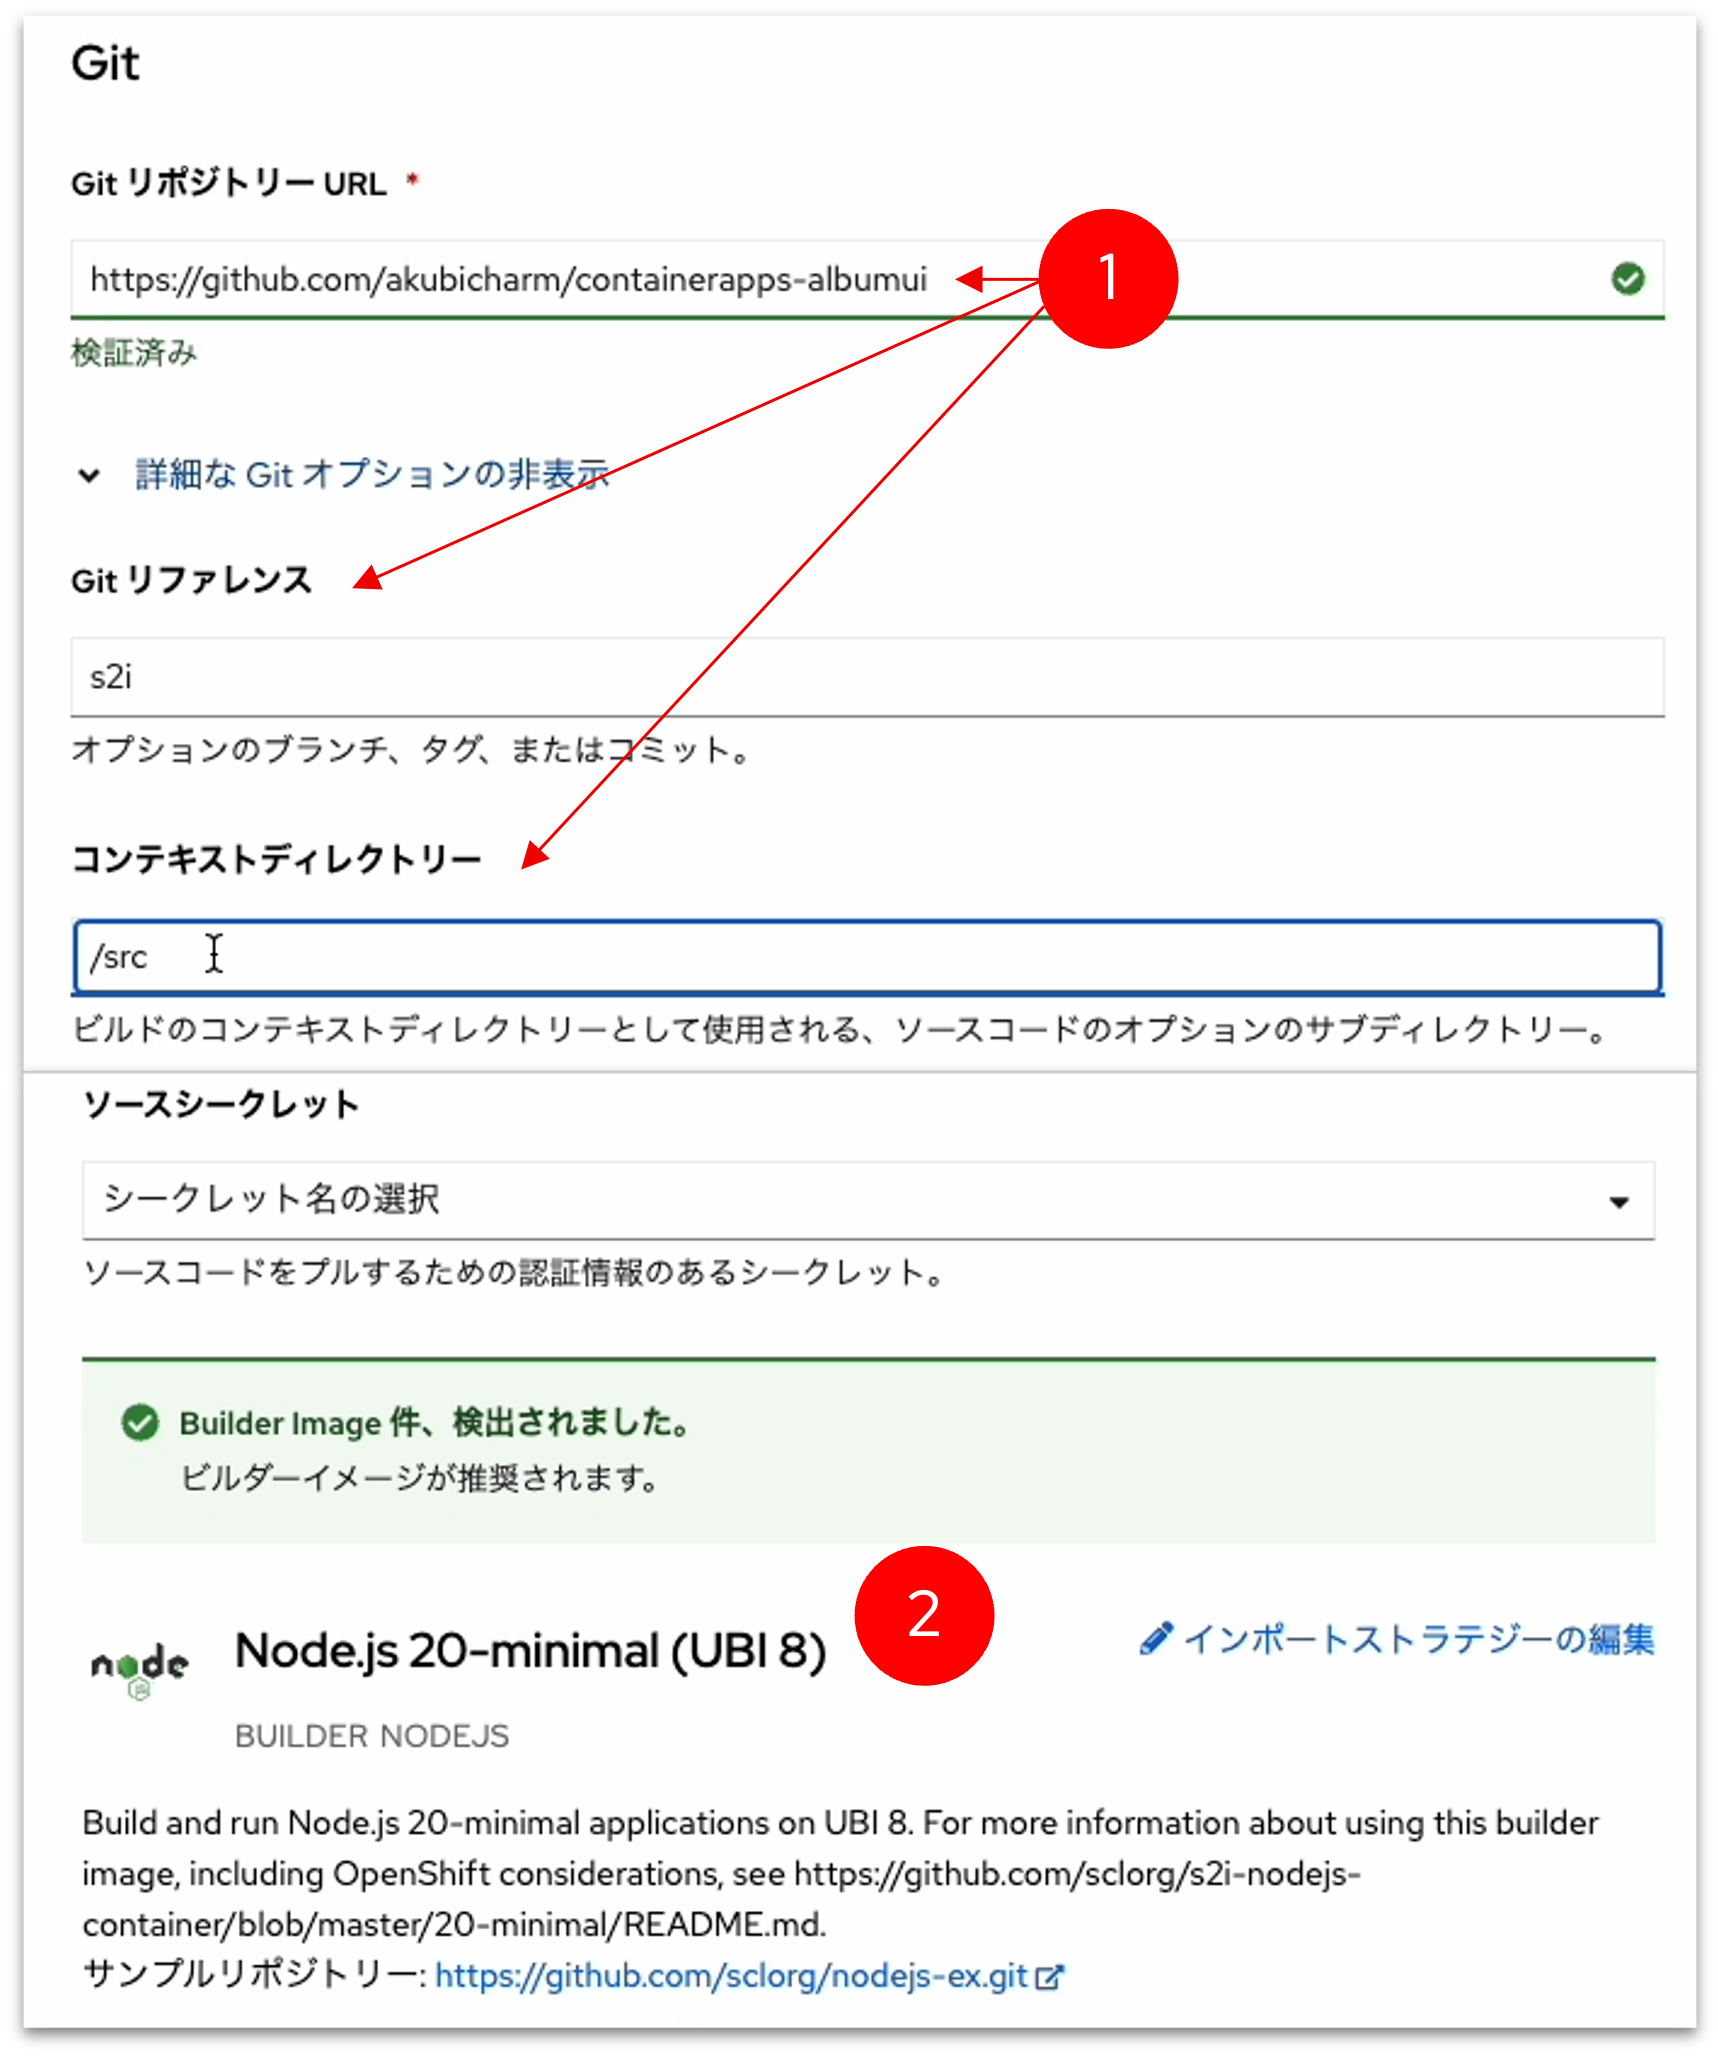 Git
Git リポジトリー URL *
https://github.com/akubicharm/containerapps-albumui
1
検証済み
詳細な Git オプションの非表示
Git リファレンス
s2i
オプションのブランチ、タグ、またはコミット。
コンテキストディレクトリー
/src
ビルドのコンテキストディレクトリーとして使用される、ソースコードのオプションのサブディレクトリー。
ソースシークレット
シークレット名の選択
ソースコードをプルするための認証情報のあるシークレット。
Builder Image 件、検出されました。
ビルダーイメージが推奨されます。
2
node
Node.js 20-minimal (UBI 8)
インポートストラテジーの編集
BUILDER NODEJS
Build and run Node.js 20-minimal applications on UBI 8. For more information about using this builder
image, including OpenShift considerations, see https://github.com/sclorg/s2i-nodejs-
container/blob/master/20-minimal/README.md.
サンプルリポジトリー: https://github.com/sclorg/nodejs-ex.git